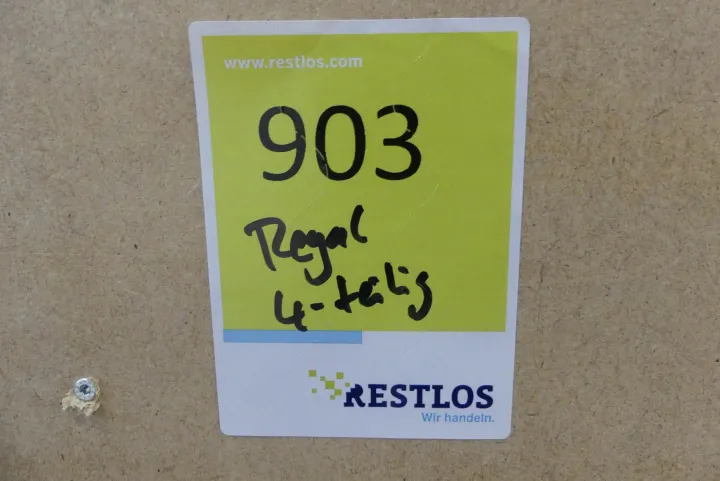 www.restlos.com
903
Regal
4-teilig
RESTLOS
Wir handeln.